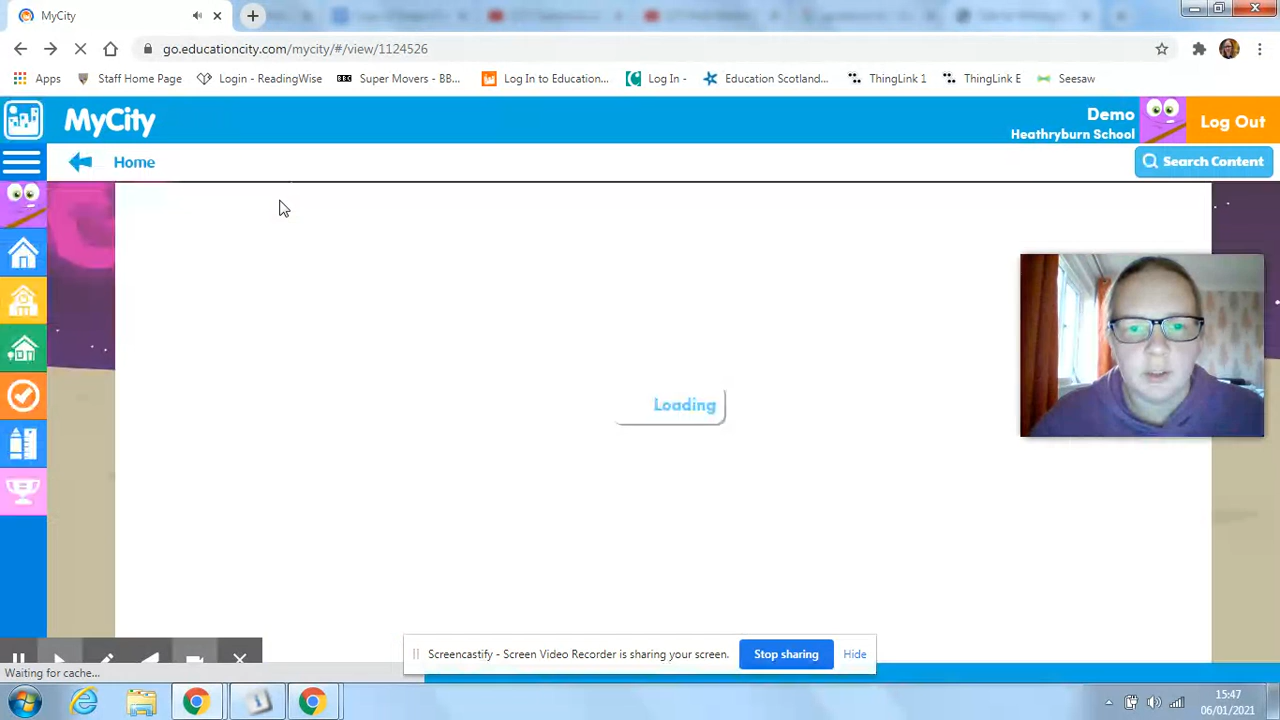 MyCity
go.educationcity.com/mycity/#/view/1124526
Apps Staff Home Page Login - ReadingWise BBC Super Movers - BB... Log In to Education... Log In - Education Scotland... ThingLink 1 ThingLink E Seesaw
MyCity
Demo
Heathryburn School
Log Out
Home
Search Content
Loading
Screencastify - Screen Video Recorder is sharing your screen. Stop sharing Hide
Waiting for cache...
15:47
06/01/2021